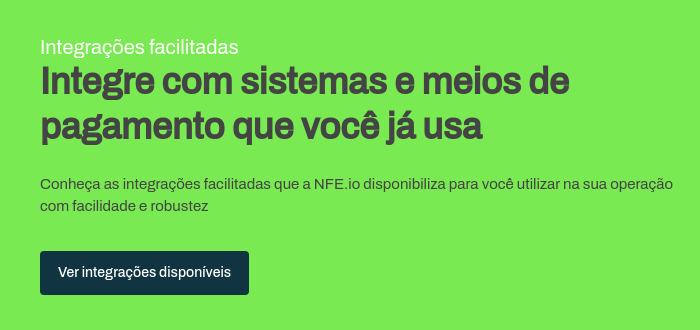 Integrações facilitadas
Integre com sistemas e meios de
pagamento que você já usa
Conheça as integrações facilitadas que a NFE.io disponibiliza para você utilizar na sua operação
com facilidade e robustez
Ver integrações disponíveis